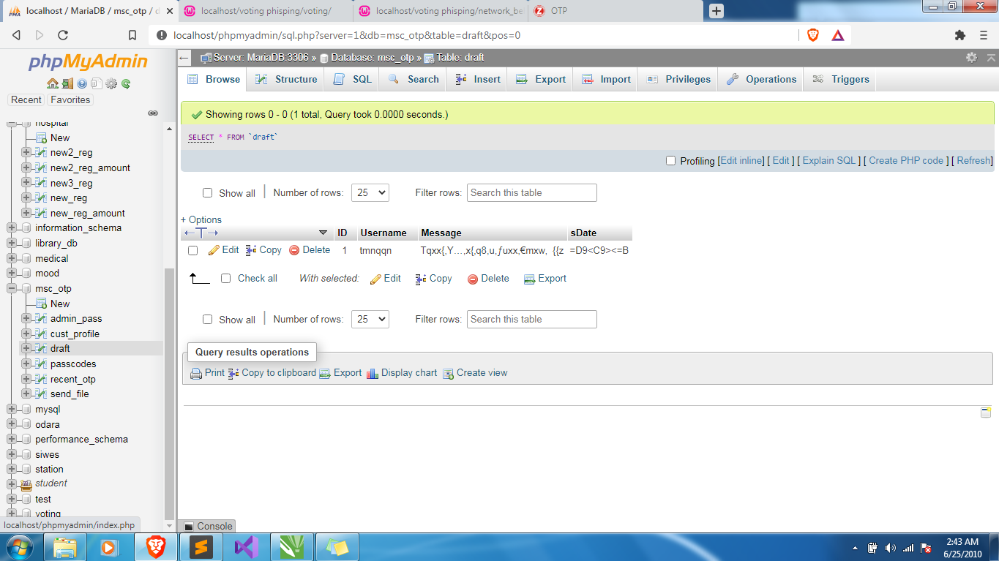 localhost / MariaDB / msc_otp / d
localhost/voting phisping/voting/
localhost/voting phisping/network_be
OTP
localhost/phpmyadmin/sql.php?server=1&db=msc_otp&table=draft&pos=0
phpMyAdmin
Recent
Favorites
hospital
New
new2_reg
new2_reg_amount
new3_reg
new_reg
new_reg_amount
information_schema
library_db
medical
mood
msc_otp
New
admin_pass
cust_profile
draft
passcodes
recent_otp
send_file
mysql
odara
performance_schema
siwes
station
student
test
voting
localhost/phpmyadmin/index.php
Server: MariaDB:3306 » Database: msc_otp » Table: draft
Browse Structure SQL Search Insert Export Import Privileges Operations Triggers
Showing rows 0 - 0 (1 total, Query took 0.0000 seconds.)
SELECT * FROM `draft`
Profiling [Edit inline] [ Edit ] [ Explain SQL ] [ Create PHP code ] [ Refresh]
Show all | Number of rows: 25 Filter rows: Search this table
+ Options
←T→ ID Username Message sDate
Edit Copy Delete 1 tmnqqn Tqxx{,Y…,x{,q8,u,ƒuxx,€mxw, {{z =D9<C9><=B
Check all With selected: Edit Copy Delete Export
Show all | Number of rows: 25 Filter rows: Search this table
Query results operations
Print Copy to clipboard Export Display chart Create view
Console
2:43 AM
6/25/2010